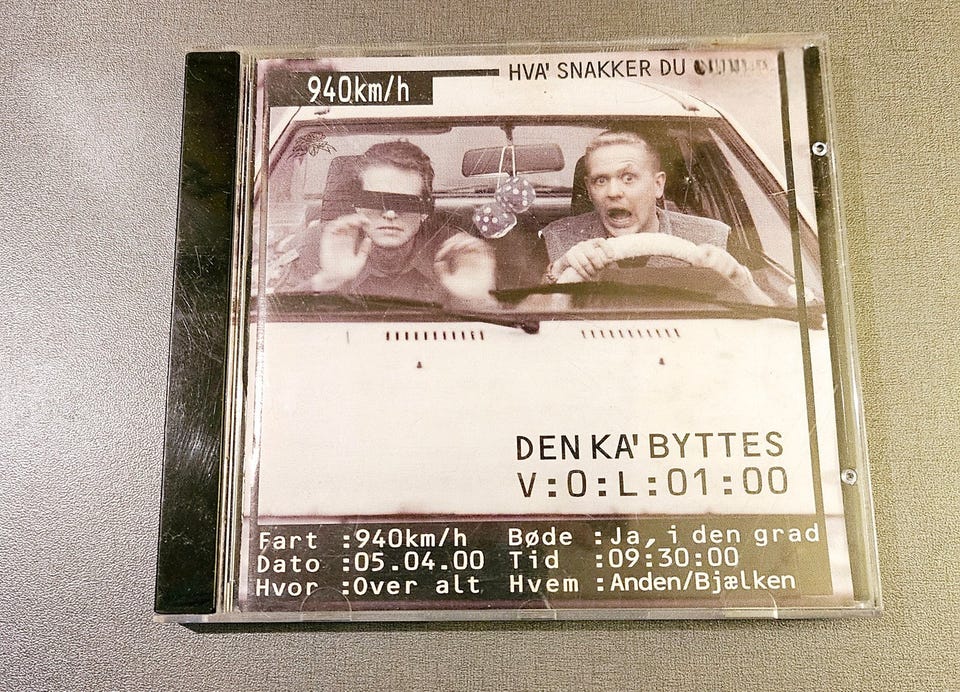 940km/h
HVA' SNAKKER DU
DEN KA' BYTTES
V:O:L:01:00
Fart :940km/h Bøde :Ja, i den grad
Dato :05.04.00 Tid :09:30:00
Hvor :Over alt Hvem :Anden/Bjælken